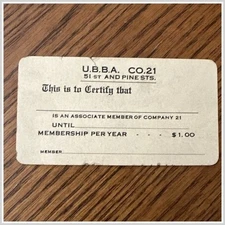 U.B.B.A. CO.21
51 ST AND PINE STS.
This is to Certify that
IS AN ASSOCIATE MEMBER OF COMPANY 21
UNTIL
MEMBERSHIP PER YEAR - - - $1.00
MEMBER